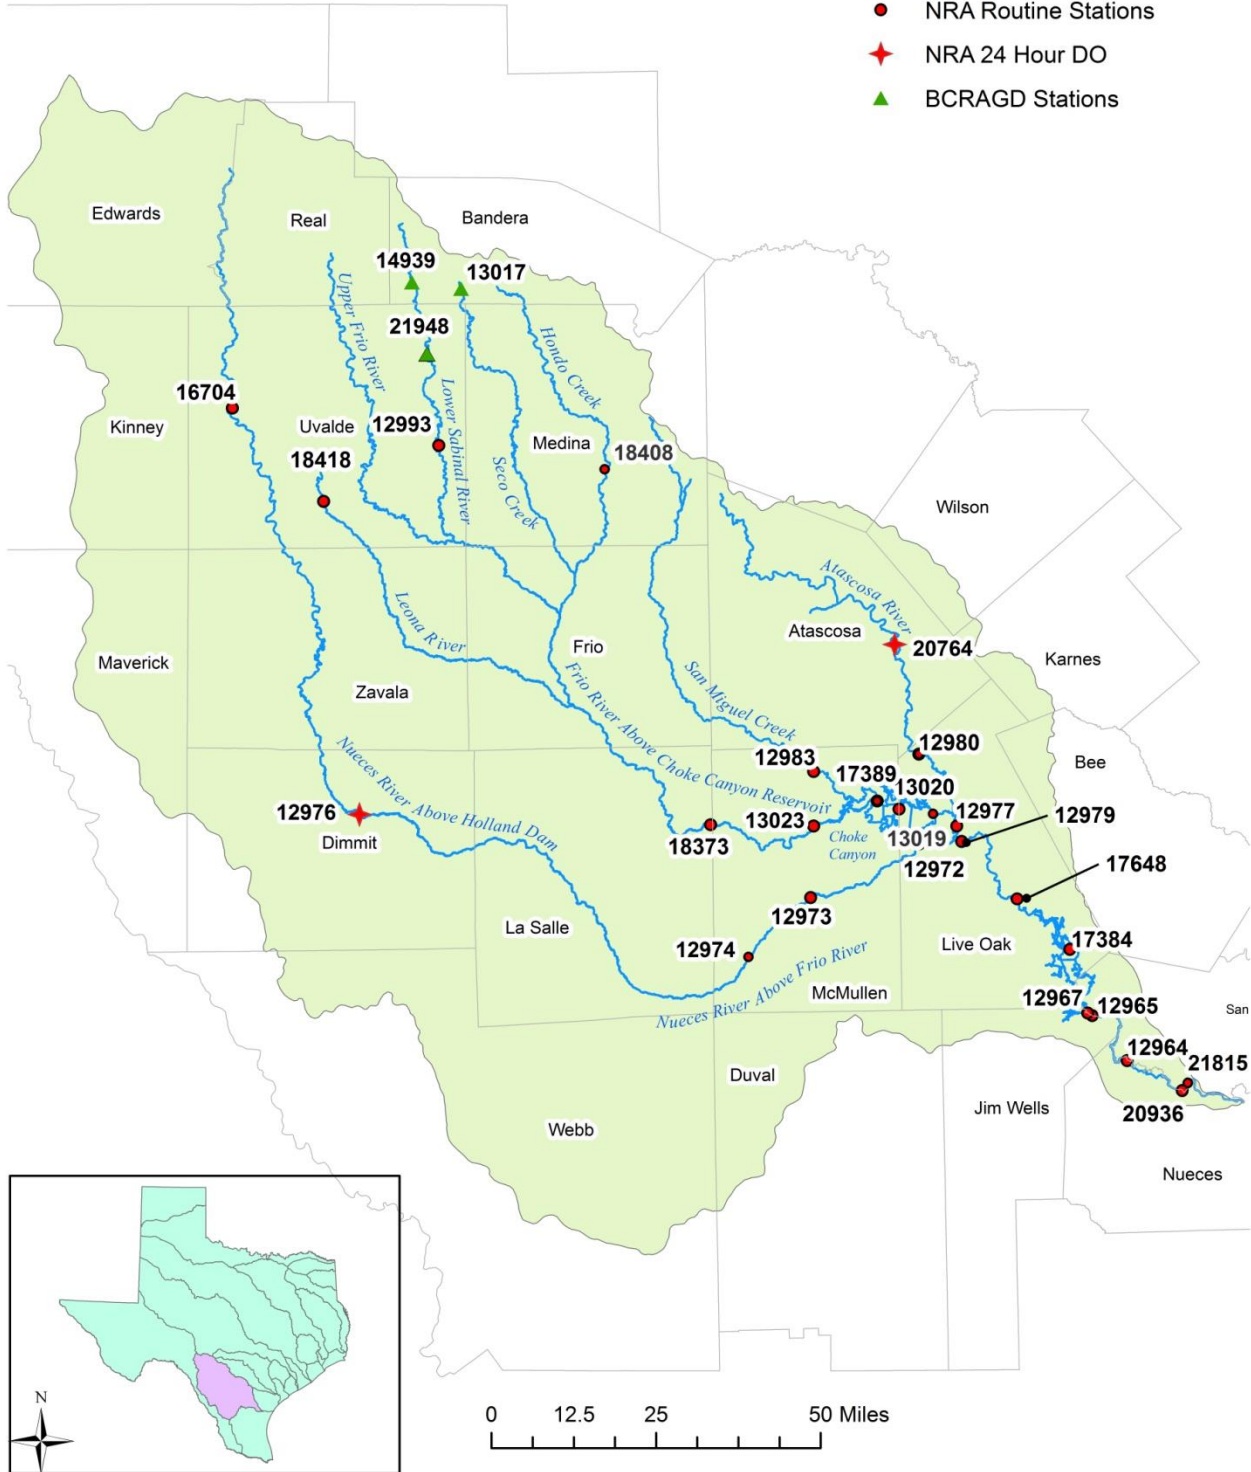 NRA Routine Stations
NRA 24 Hour DO
BCRAGD Stations
Edwards
Real
Bandera
14939
13017
Upper Frio River
21948
Hondo Creek
16704
Kinney
Uvalde
12993
Lower Sabinal River
Medina
18408
18418
Seco Creek
Wilson
Atascosa River
Leona River
Atascosa
20764
Maverick
Frio
Karnes
Zavala
San Miguel Creek
Frio River Above Choke Canyon Reservoir
12980
Nueces River Above Holland Dam
12983
17389
Bee
13020
12976
12977
12979
Dimmit
13023
13019
18373
Choke
Canyon
12972
17648
12973
La Salle
12974
Live Oak
17384
Nueces River Above Frio River
McMullen
12967
12965
San
12964
21815
Duval
20936
Jim Wells
Webb
Nueces
N
0 12.5 25 50 Miles